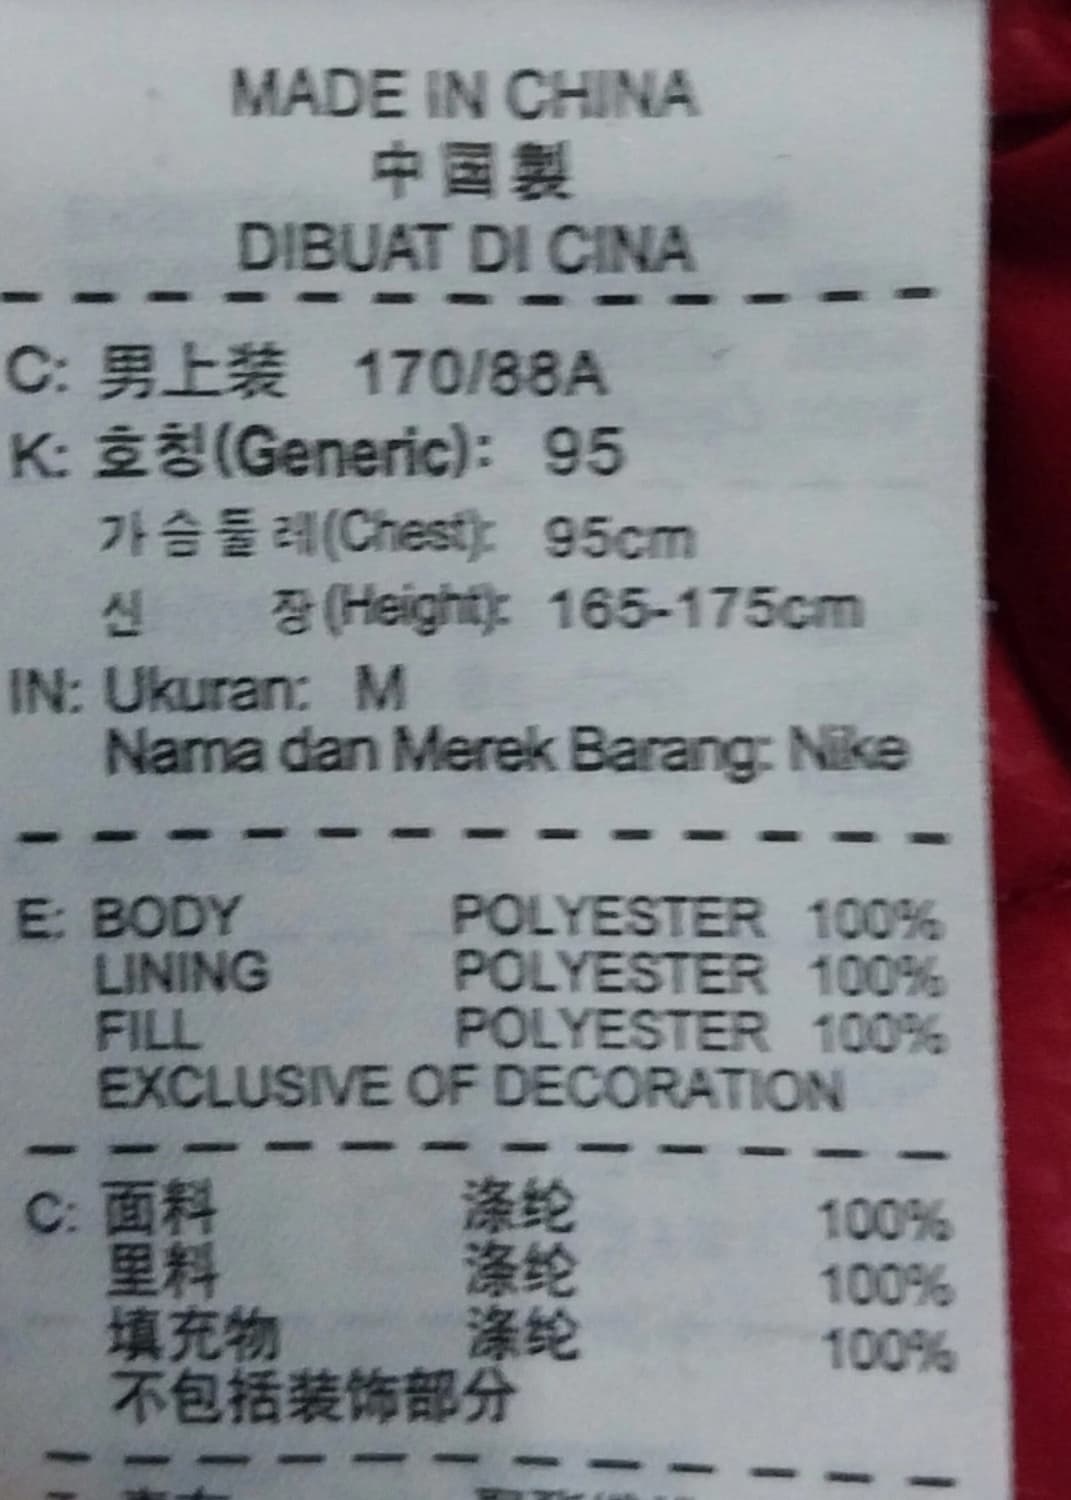 MADE IN CHINA
中国製
DIBUAT DI CINA
C: 男上装 170/88A
K: 호칭(Generic): 95
가슴둘레(Chest): 95cm
신 장(Height): 165-175cm
IN: Ukuran: M
Nama dan Merek Barang: Nike
E: BODY POLYESTER 100%
LINING POLYESTER 100%
FILL POLYESTER 100%
EXCLUSIVE OF DECORATION
C: 面料 涤纶 100%
里料 涤纶 100%
填充物 涤纶 100%
不包括装饰部分